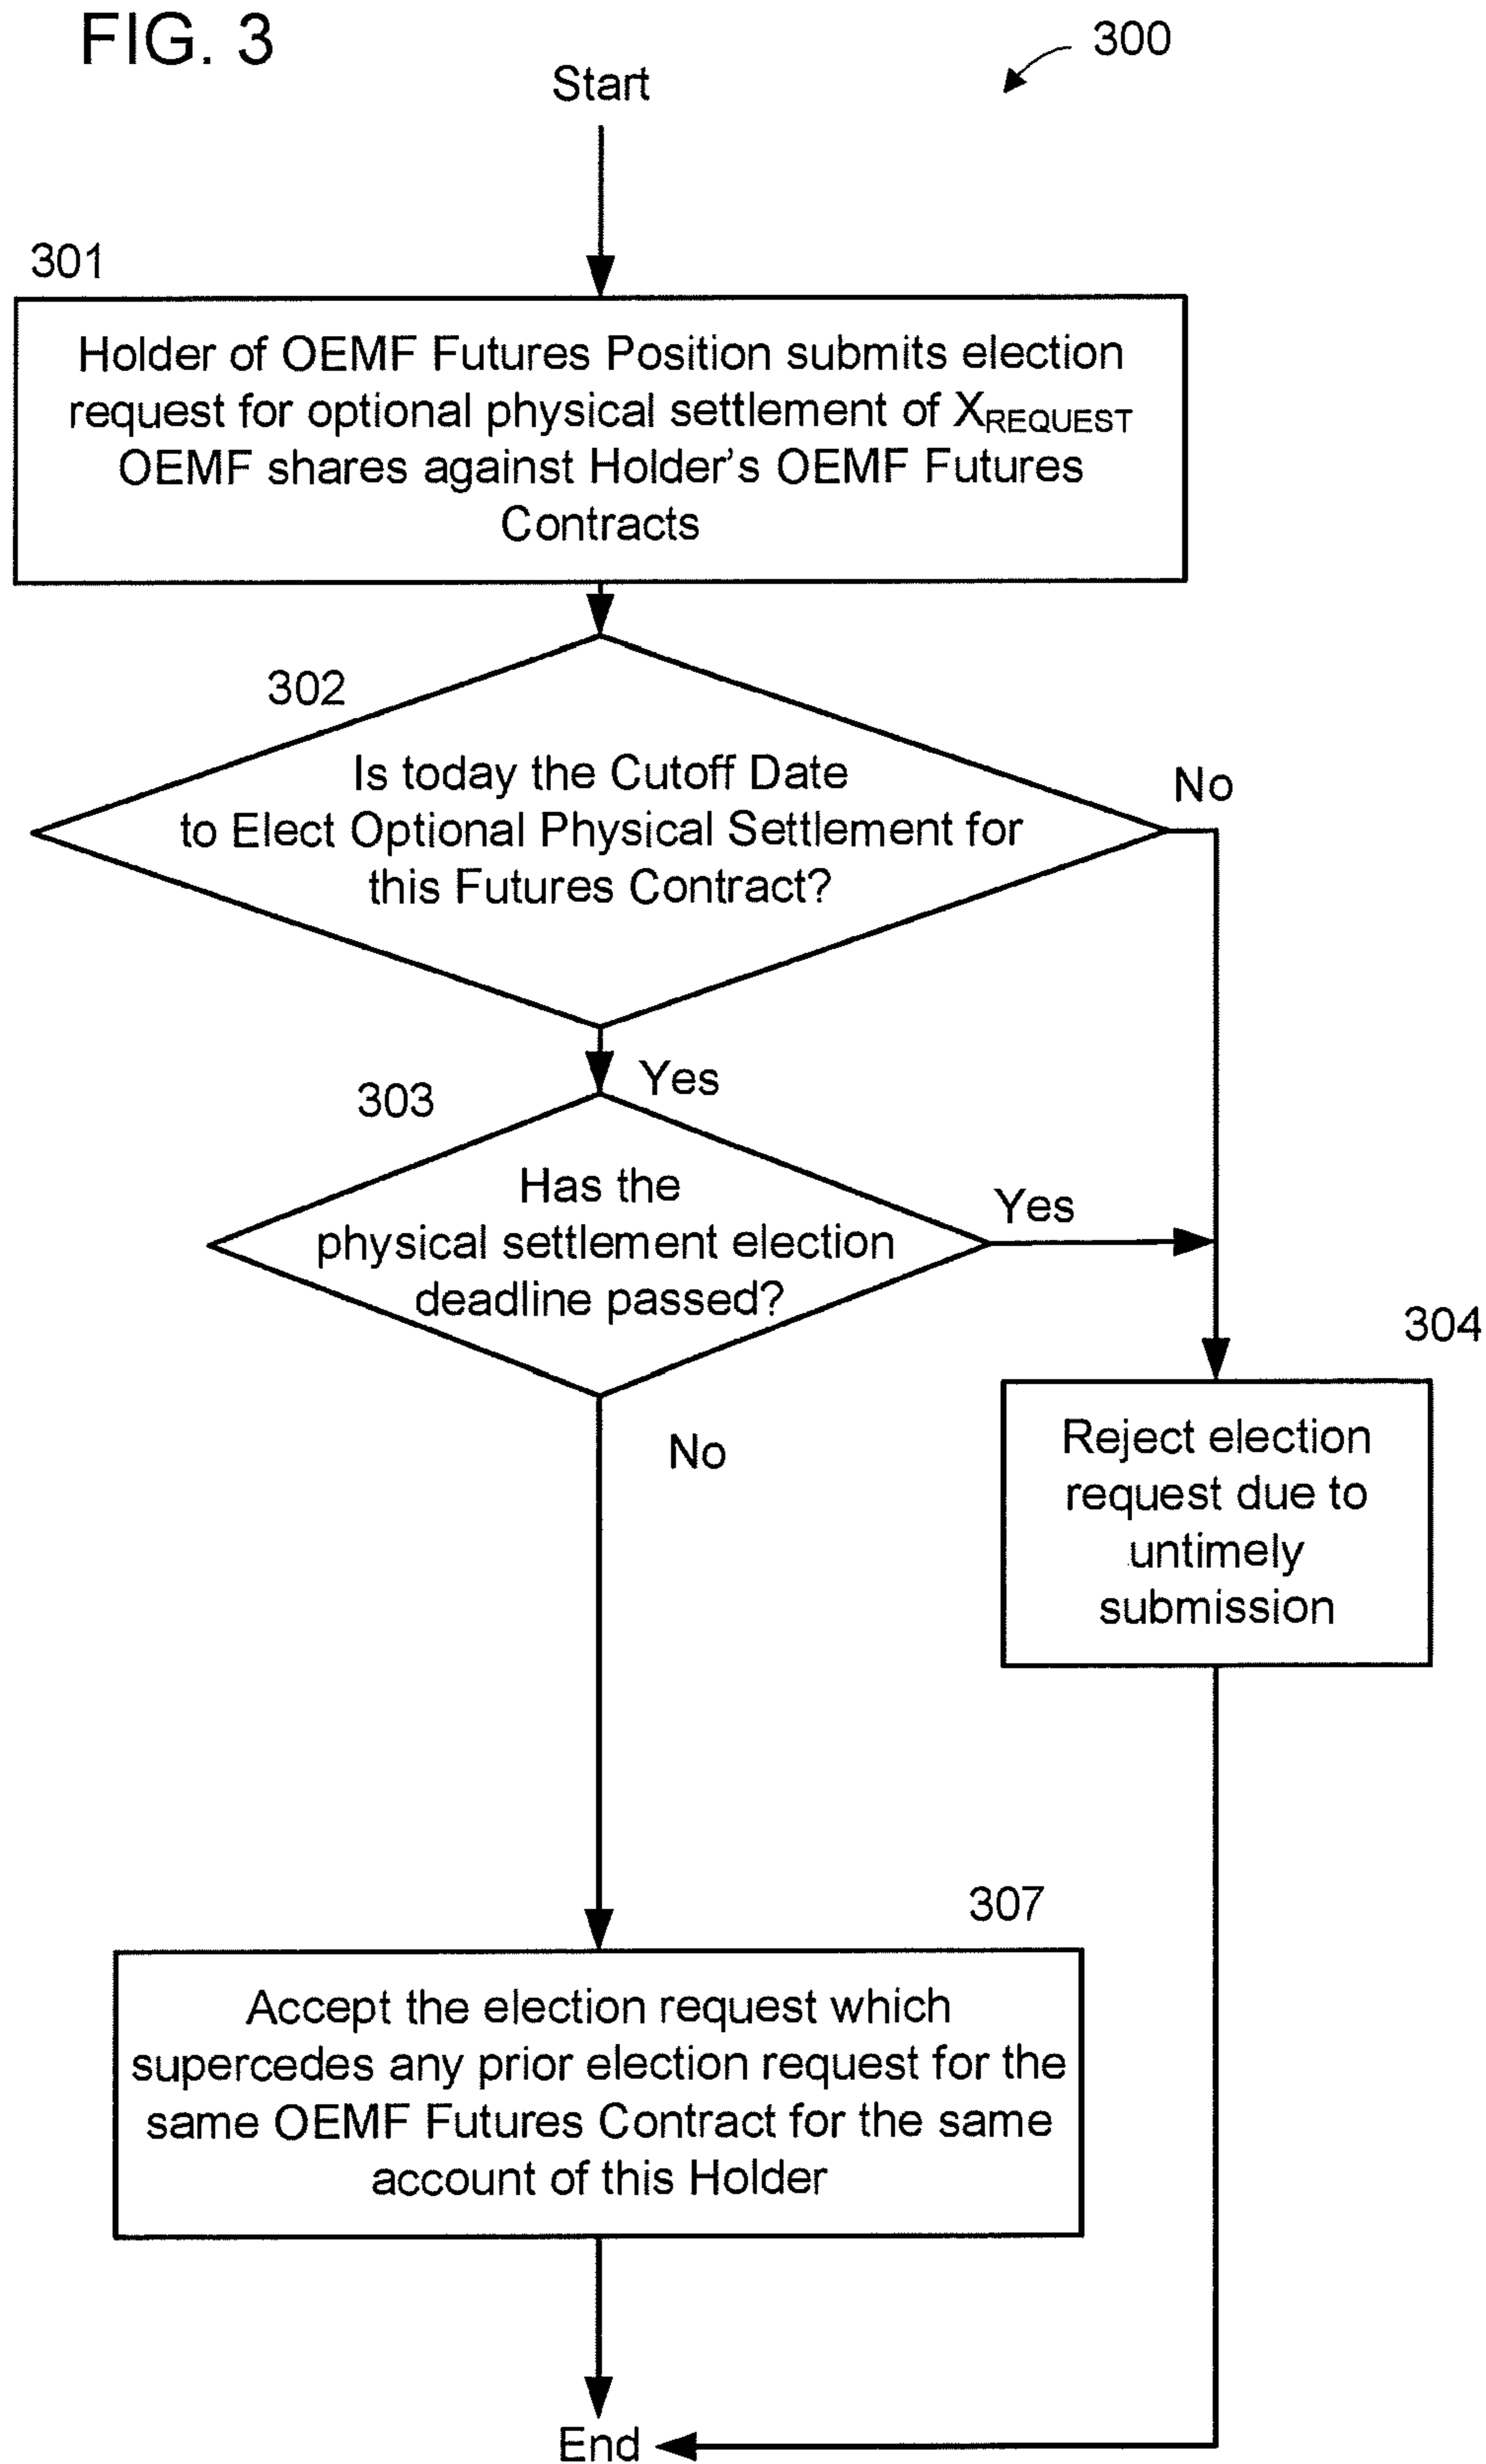 FIG. 3
300
Start
301
Holder of OEMF Futures Position submits election
request for optional physical settlement of XREQUEST
OEMF shares against Holder's OEMF Futures
Contracts
302
Is today the Cutoff Date
to Elect Optional Physical Settlement for
this Futures Contract?
No
Yes
303
Has the
physical settlement election
deadline passed?
Yes
No
304
Reject election
request due to
untimely
submission
307
Accept the election request which
supercedes any prior election request for the
same OEMF Futures Contract for the same
account of this Holder
End